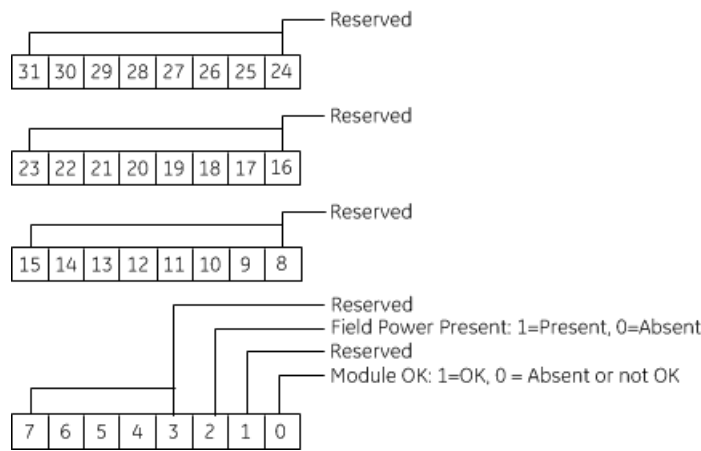 Reserved
31 30 29 28 27 26 25 24
Reserved
23 22 21 20 19 18 17 16
Reserved
15 14 13 12 11 10 9 8
Reserved
Field Power Present: 1=Present, 0=Absent
Reserved
Module OK: 1=OK, 0 = Absent or not OK
7 6 5 4 3 2 1 0